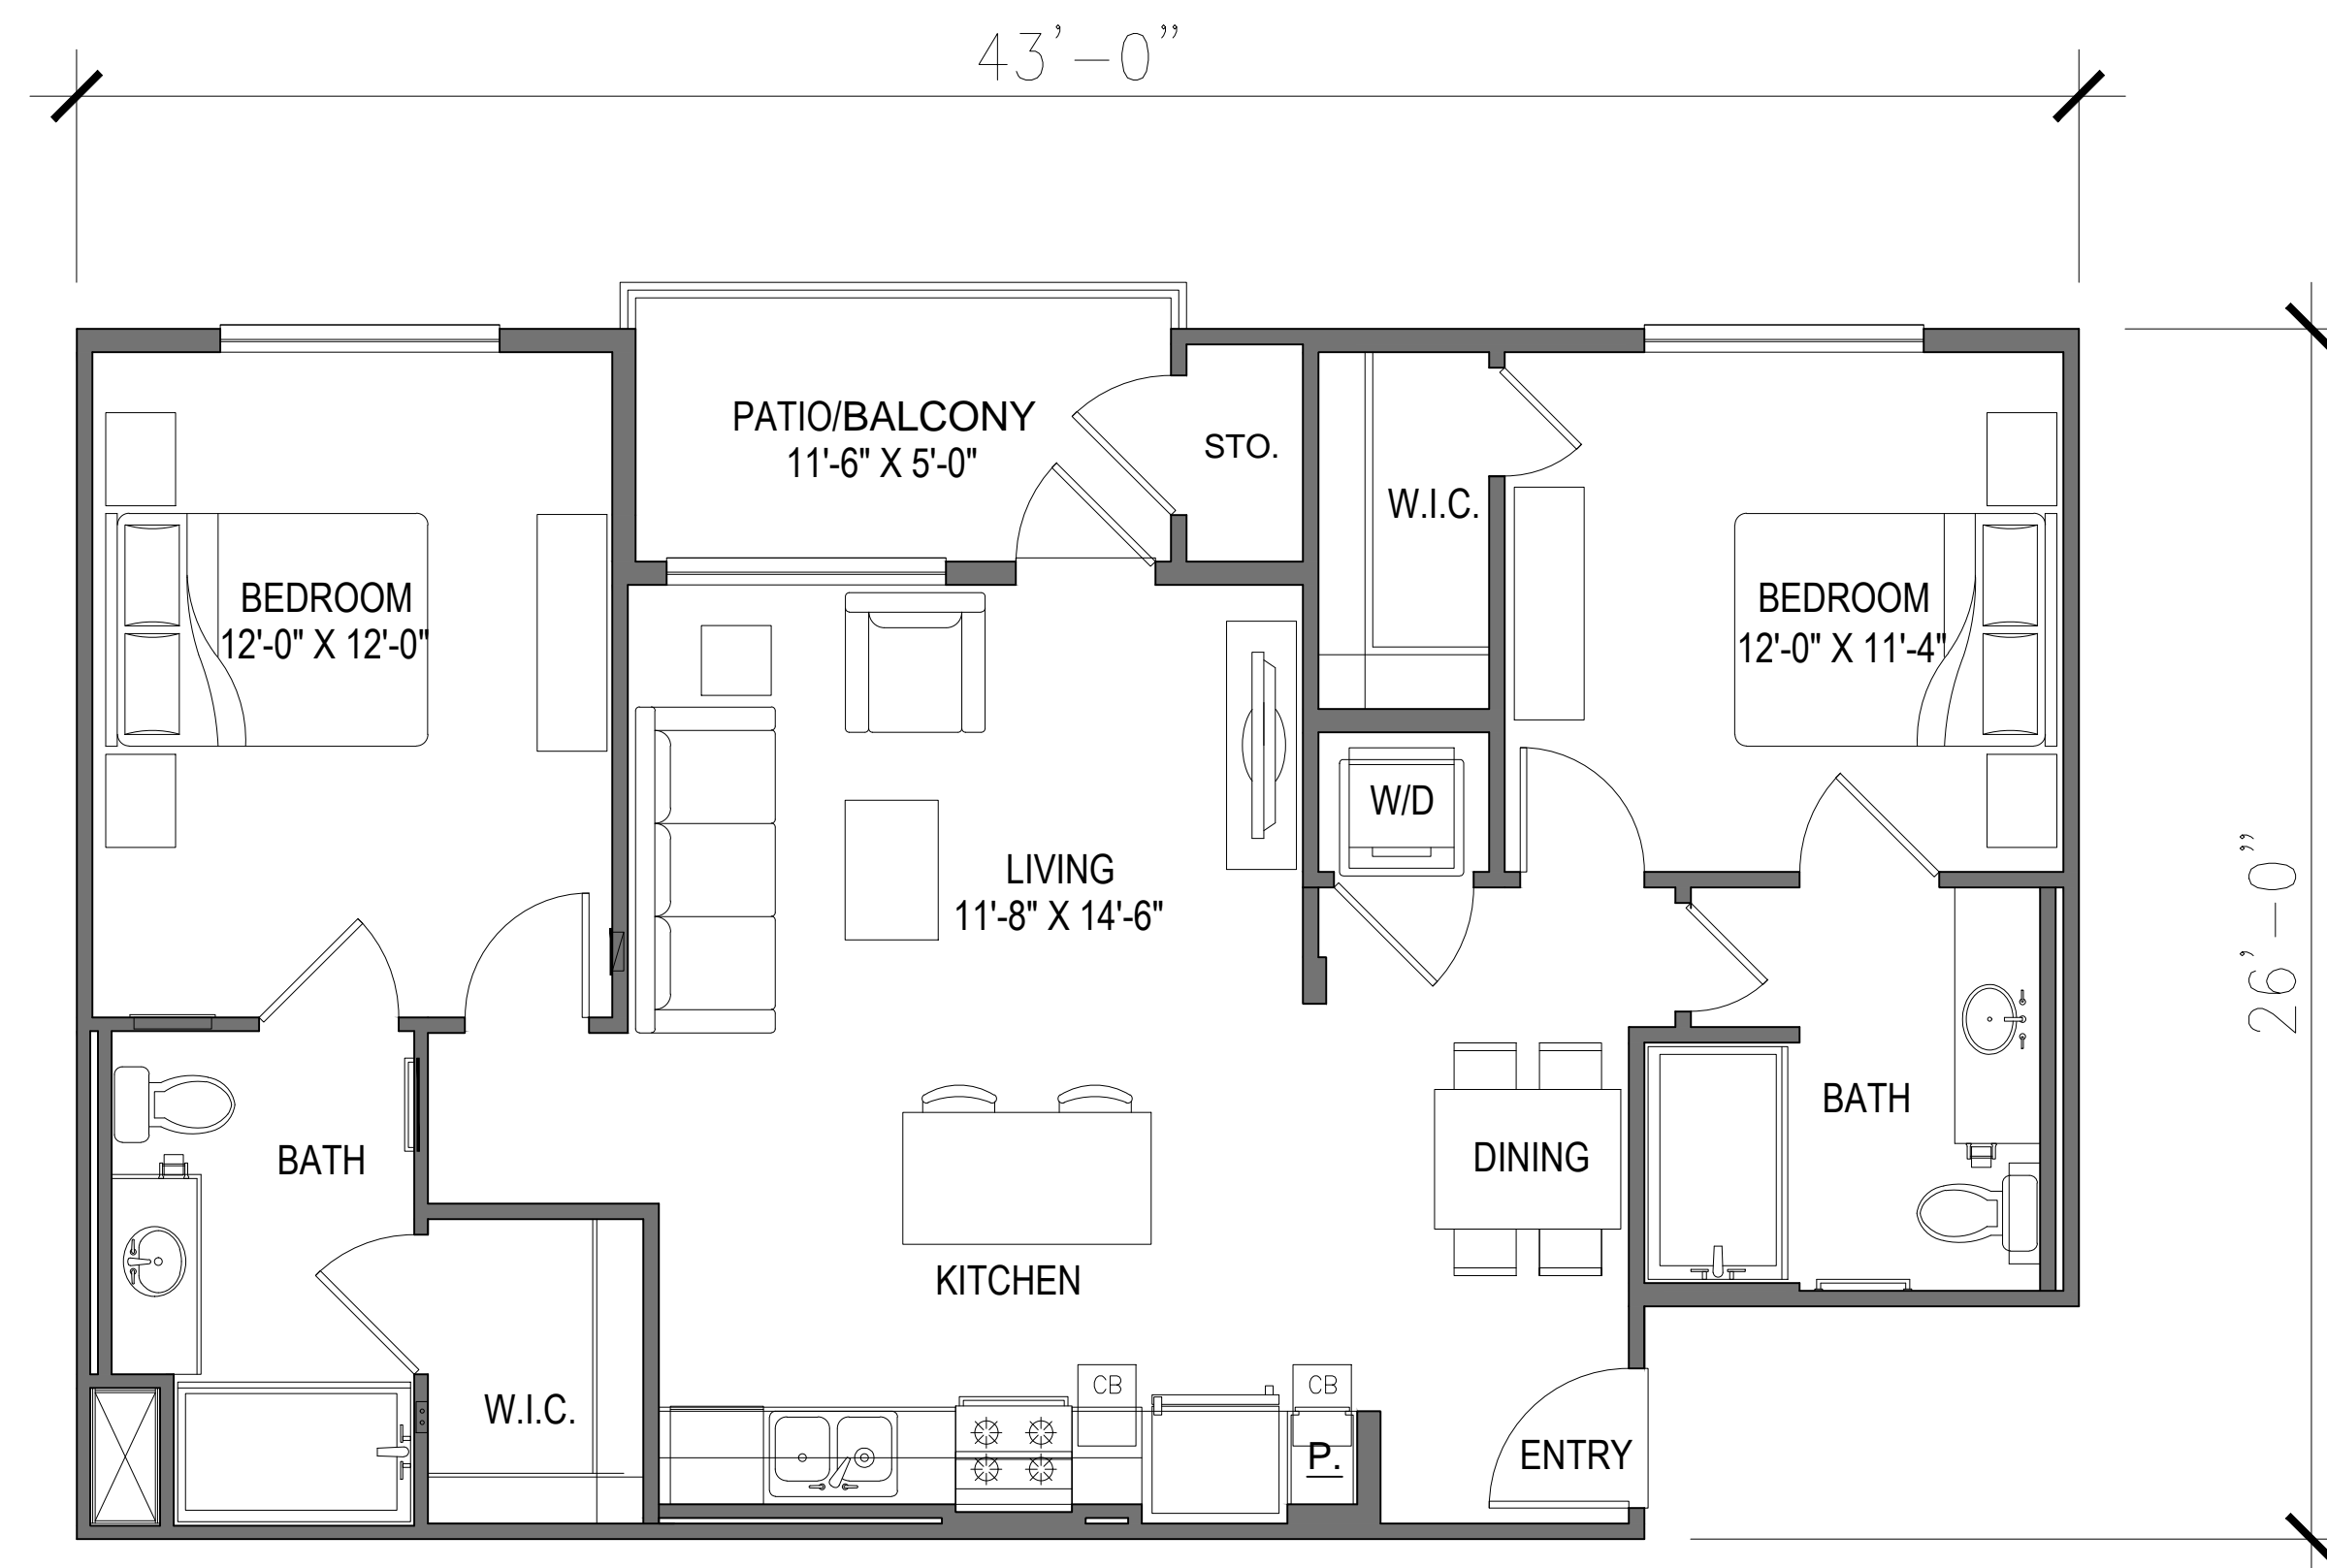 43'-0"
PATIO/BALCONY
11'-6" X 5'-0"
STO.
W.I.C.
BEDROOM
12'-0" X 12'-0"
BEDROOM
12'-0" X 11'-4"
W/D
LIVING
11'-8" X 14'-6"
26'-0"
BATH
DINING
BATH
KITCHEN
CB
CB
W.I.C.
P.
ENTRY